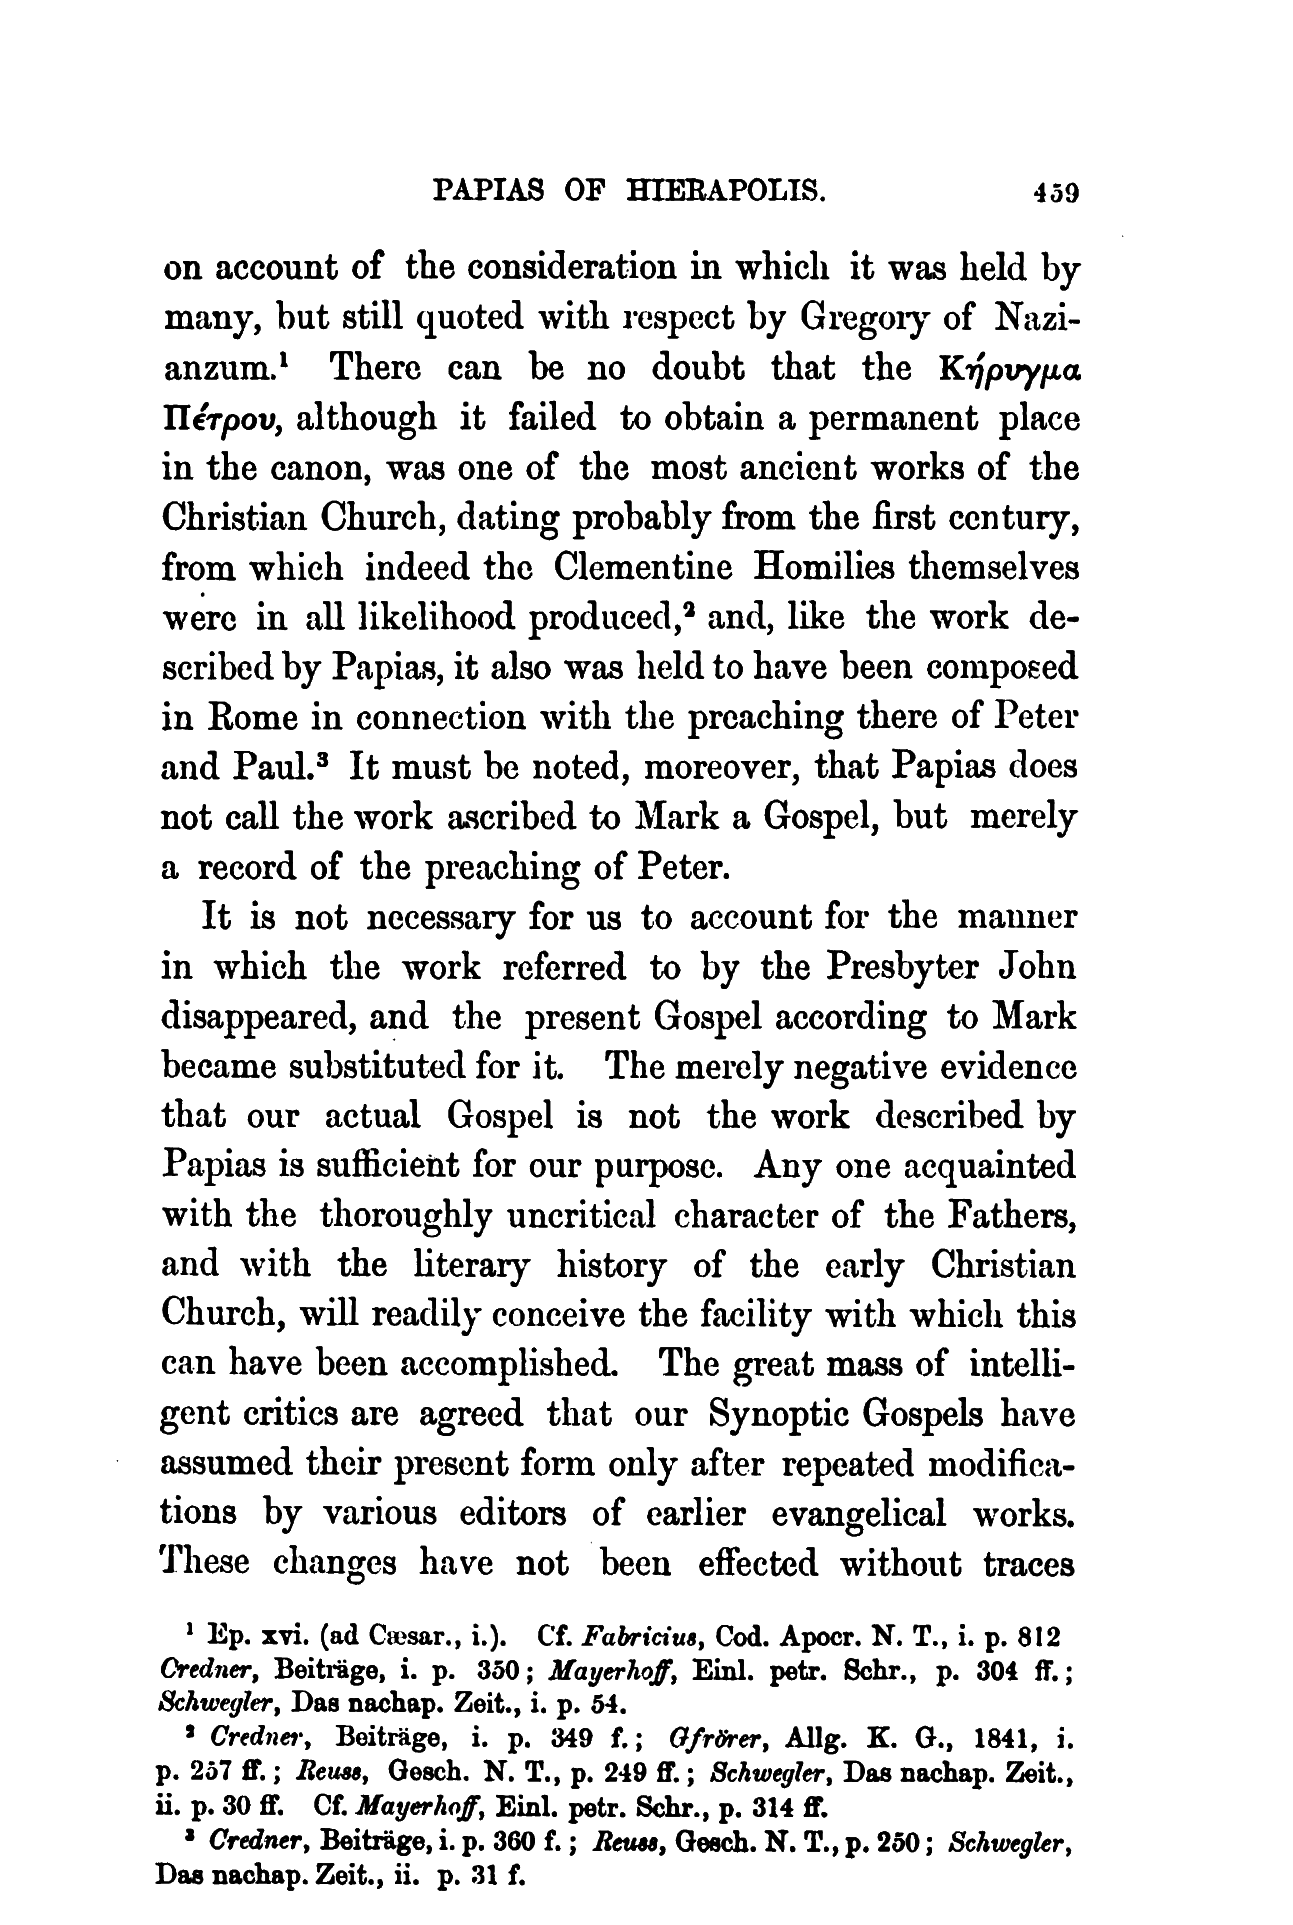 PAPIAS OF HIERAPOLIS. 459
on account of the consideration in which it was held by
many, but still quoted with respect by Gregory of Nazi-
anzum.¹ There can be no doubt that the Κήρυγμα
Πέτρου, although it failed to obtain a permanent place
in the canon, was one of the most ancient works of the
Christian Church, dating probably from the first century,
from which indeed the Clementine Homilies themselves
were in all likelihood produced,² and, like the work de-
scribed by Papias, it also was held to have been composed
in Rome in connection with the preaching there of Peter
and Paul.³ It must be noted, moreover, that Papias does
not call the work ascribed to Mark a Gospel, but merely
a record of the preaching of Peter.
It is not necessary for us to account for the manner
in which the work referred to by the Presbyter John
disappeared, and the present Gospel according to Mark
became substituted for it. The merely negative evidence
that our actual Gospel is not the work described by
Papias is sufficient for our purpose. Any one acquainted
with the thoroughly uncritical character of the Fathers,
and with the literary history of the early Christian
Church, will readily conceive the facility with which this
can have been accomplished. The great mass of intelli-
gent critics are agreed that our Synoptic Gospels have
assumed their present form only after repeated modifica-
tions by various editors of earlier evangelical works.
These changes have not been effected without traces
¹ Ep. xvi. (ad Cæsar., i.). Cf. Fabricius, Cod. Apocr. N. T., i. p. 812
Credner, Beiträge, i. p. 350; Mayerhoff, Einl. petr. Schr., p. 304 ff.;
Schwegler, Das nachap. Zeit., i. p. 54.
² Credner, Beiträge, i. p. 349 f.; Gfrörer, Allg. K. G., 1841, i.
p. 257 ff.; Reuss, Gesch. N. T., p. 249 ff.; Schwegler, Das nachap. Zeit.,
ii. p. 30 ff. Cf. Mayerhoff, Einl. petr. Schr., p. 314 ff.
³ Credner, Beiträge, i. p. 360 f.; Reuss, Gesch. N. T., p. 250; Schwegler,
Das nachap. Zeit., ii. p. 31 f.